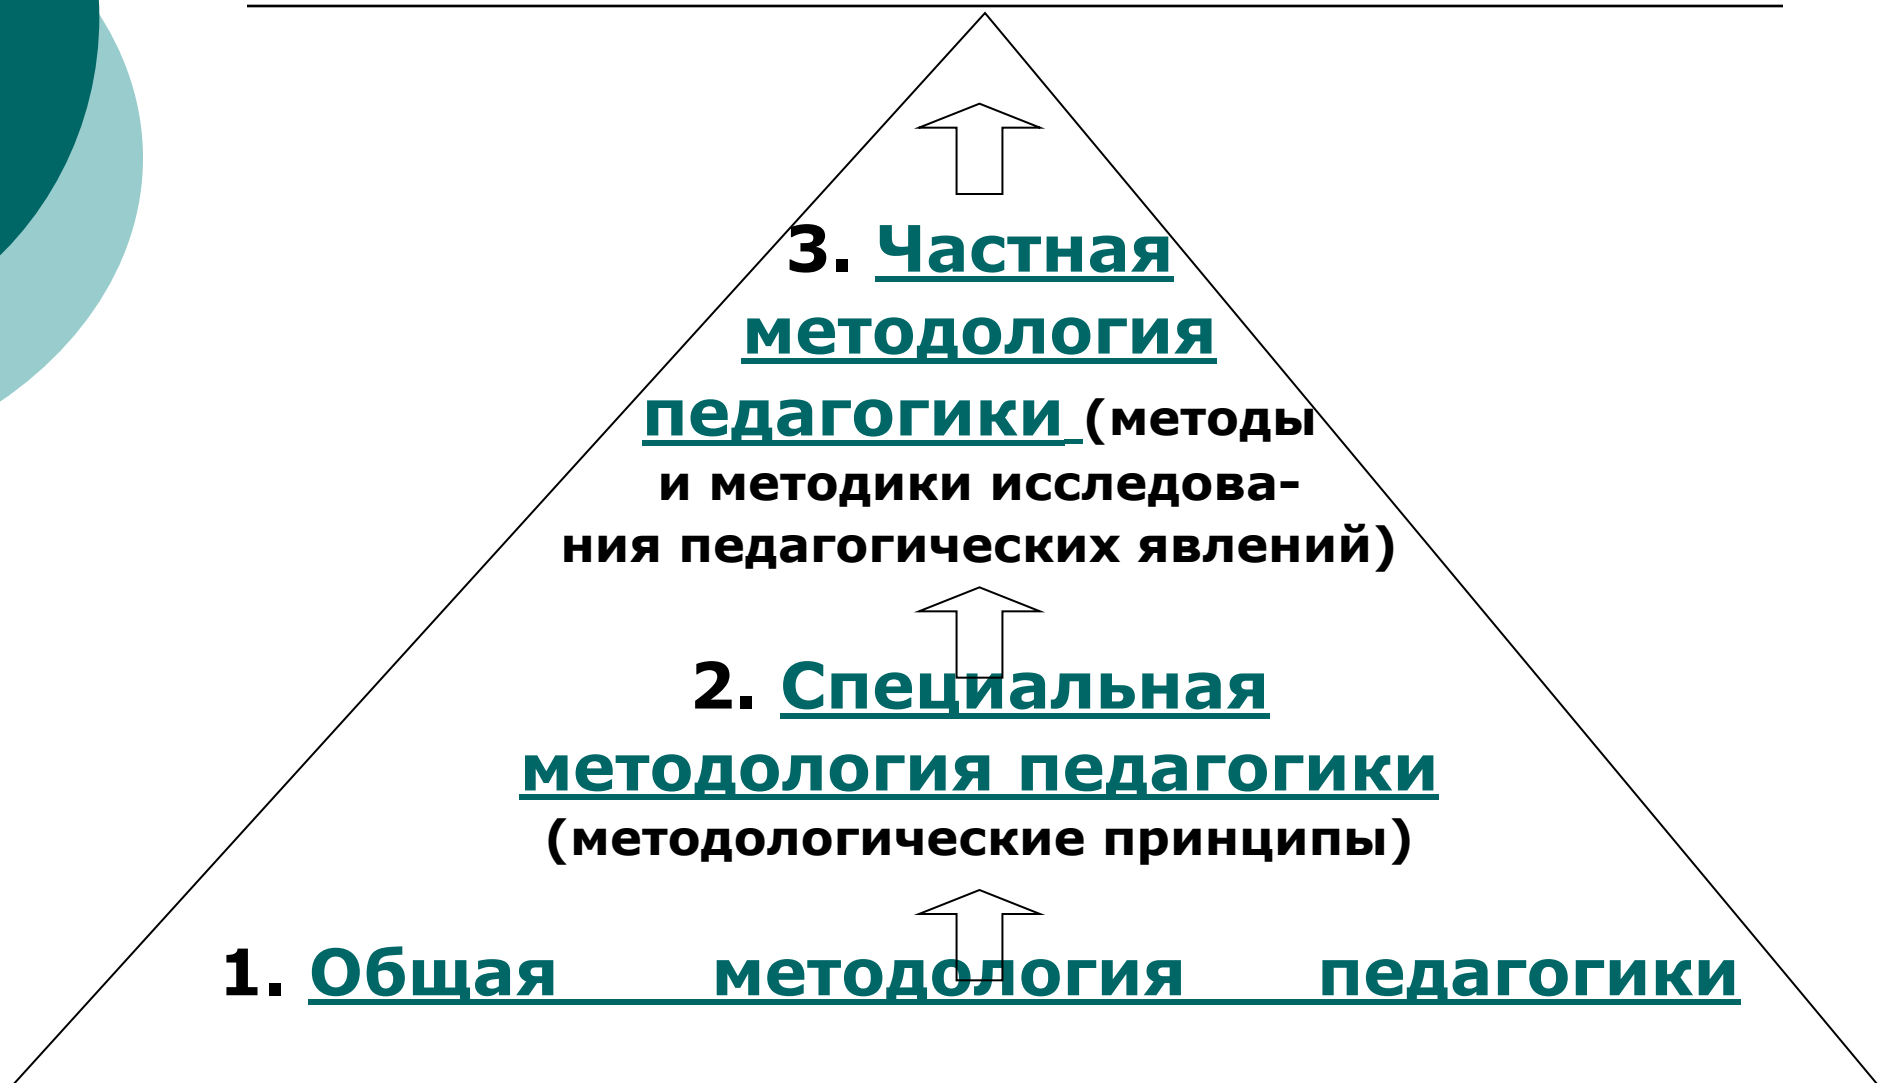 3. Частная
методология
педагогики (методы
и методики исследова-
ния педагогических явлений)
2. Специальная
методология педагогики
(методологические принципы)
1. Общая методология педагогики